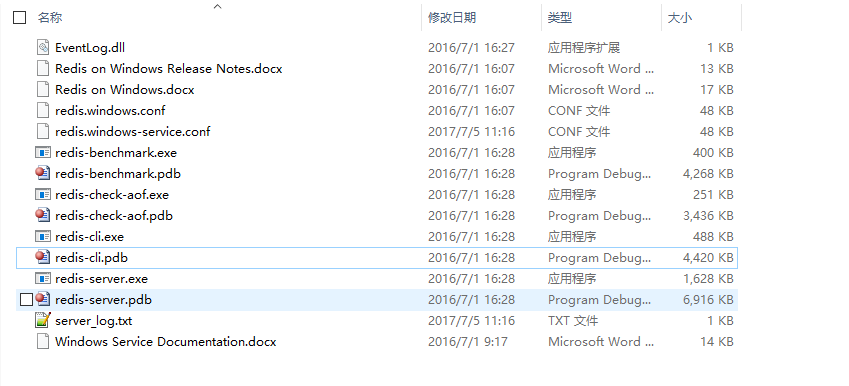 名称 修改日期 类型 大小
EventLog.dll 2016/7/1 16:27 应用程序扩展 1 KB
Redis on Windows Release Notes.docx 2016/7/1 16:07 Microsoft Word ... 13 KB
Redis on Windows.docx 2016/7/1 16:07 Microsoft Word ... 17 KB
redis.windows.conf 2016/7/1 16:07 CONF 文件 48 KB
redis.windows-service.conf 2017/7/5 11:16 CONF 文件 48 KB
redis-benchmark.exe 2016/7/1 16:28 应用程序 400 KB
redis-benchmark.pdb 2016/7/1 16:28 Program Debug... 4,268 KB
redis-check-aof.exe 2016/7/1 16:28 应用程序 251 KB
redis-check-aof.pdb 2016/7/1 16:28 Program Debug... 3,436 KB
redis-cli.exe 2016/7/1 16:28 应用程序 488 KB
redis-cli.pdb 2016/7/1 16:28 Program Debug... 4,420 KB
redis-server.exe 2016/7/1 16:28 应用程序 1,628 KB
redis-server.pdb 2016/7/1 16:28 Program Debug... 6,916 KB
server_log.txt 2017/7/5 11:16 TXT 文件 1 KB
Windows Service Documentation.docx 2016/7/1 9:17 Microsoft Word ... 14 KB